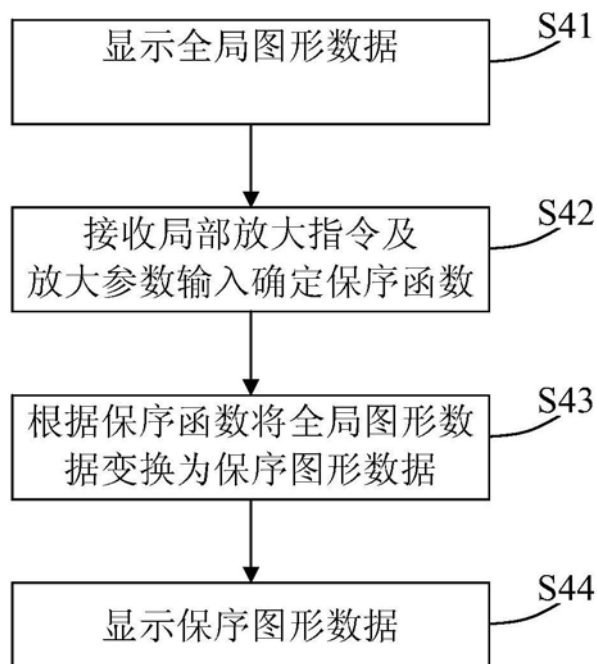 显示全局图形数据
S41
接收局部放大指令及
放大参数输入确定保序函数
S42
根据保序函数将全局图形数
据变换为保序图形数据
S43
显示保序图形数据
S44